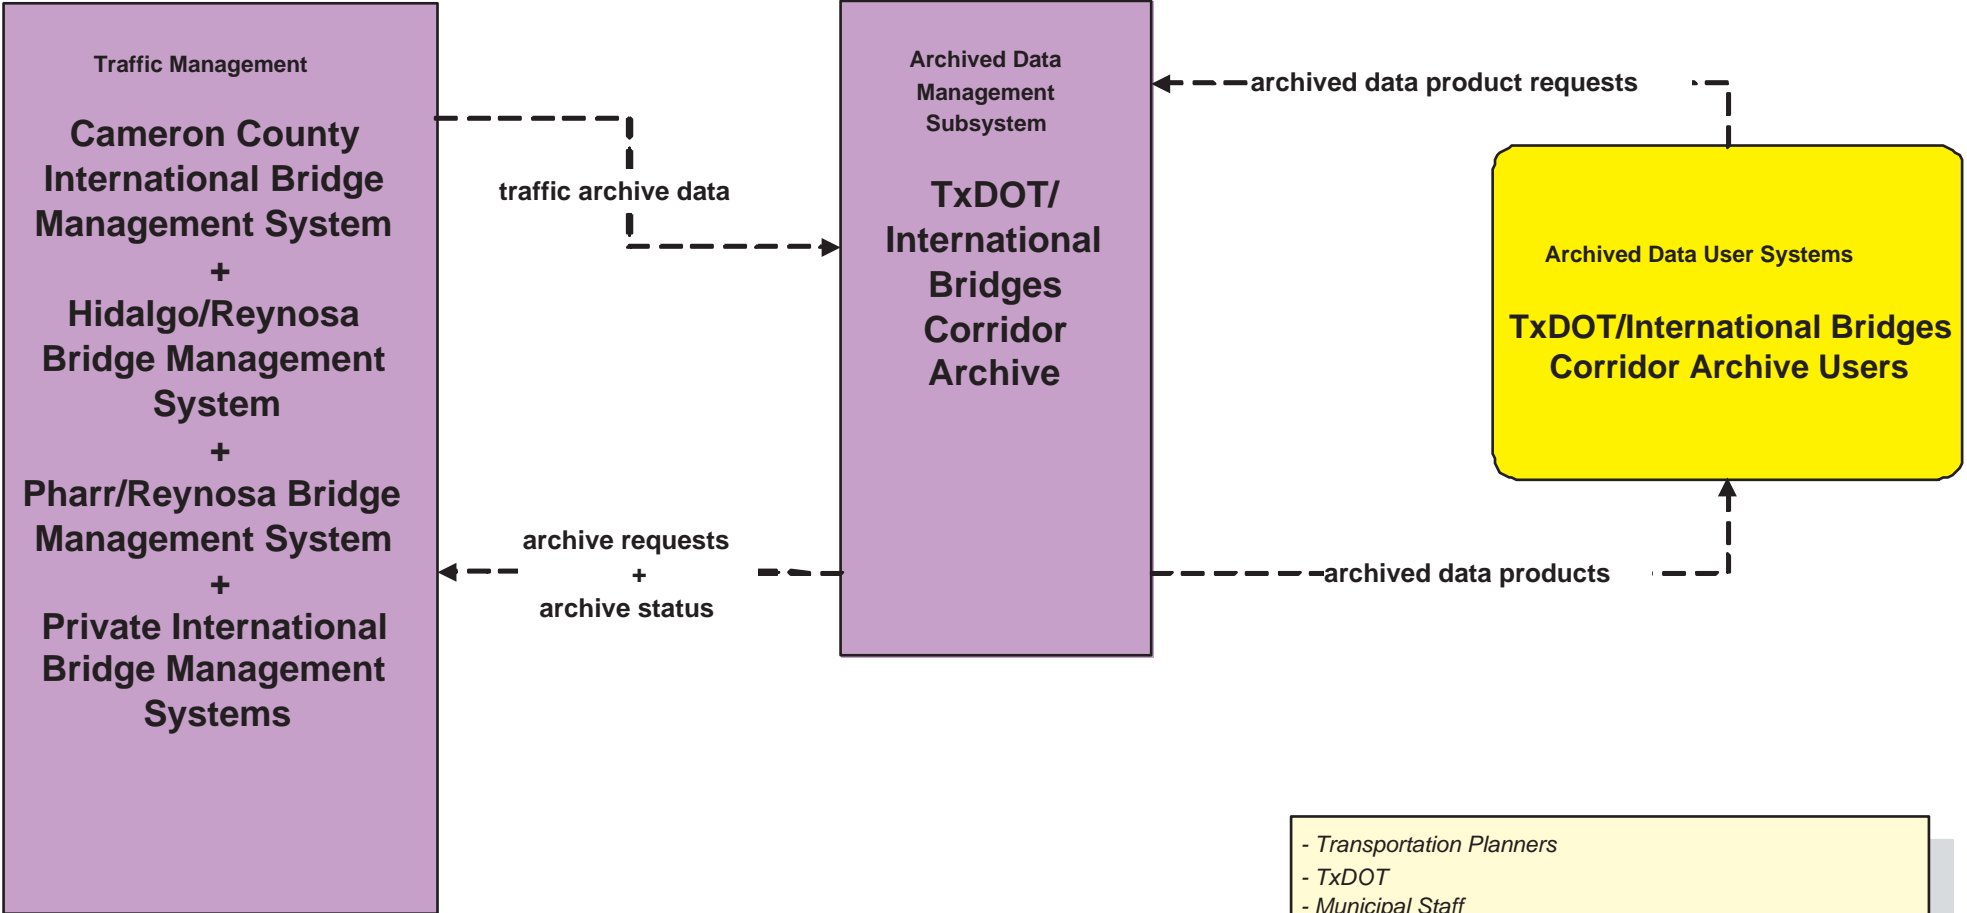 Traffic Management
Cameron County
International Bridge
Management System
+
Hidalgo/Reynosa
Bridge Management
System
+
Pharr/Reynosa Bridge
Management System
+
Private International
Bridge Management
Systems
traffic archive data
archive requests
+
archive status
Archived Data
Management
Subsystem
TxDOT/
International
Bridges
Corridor
Archive
archived data product requests
Archived Data User Systems
TxDOT/International Bridges
Corridor Archive Users
archived data products
- Transportation Planners
- TxDOT
- Municipal Staff